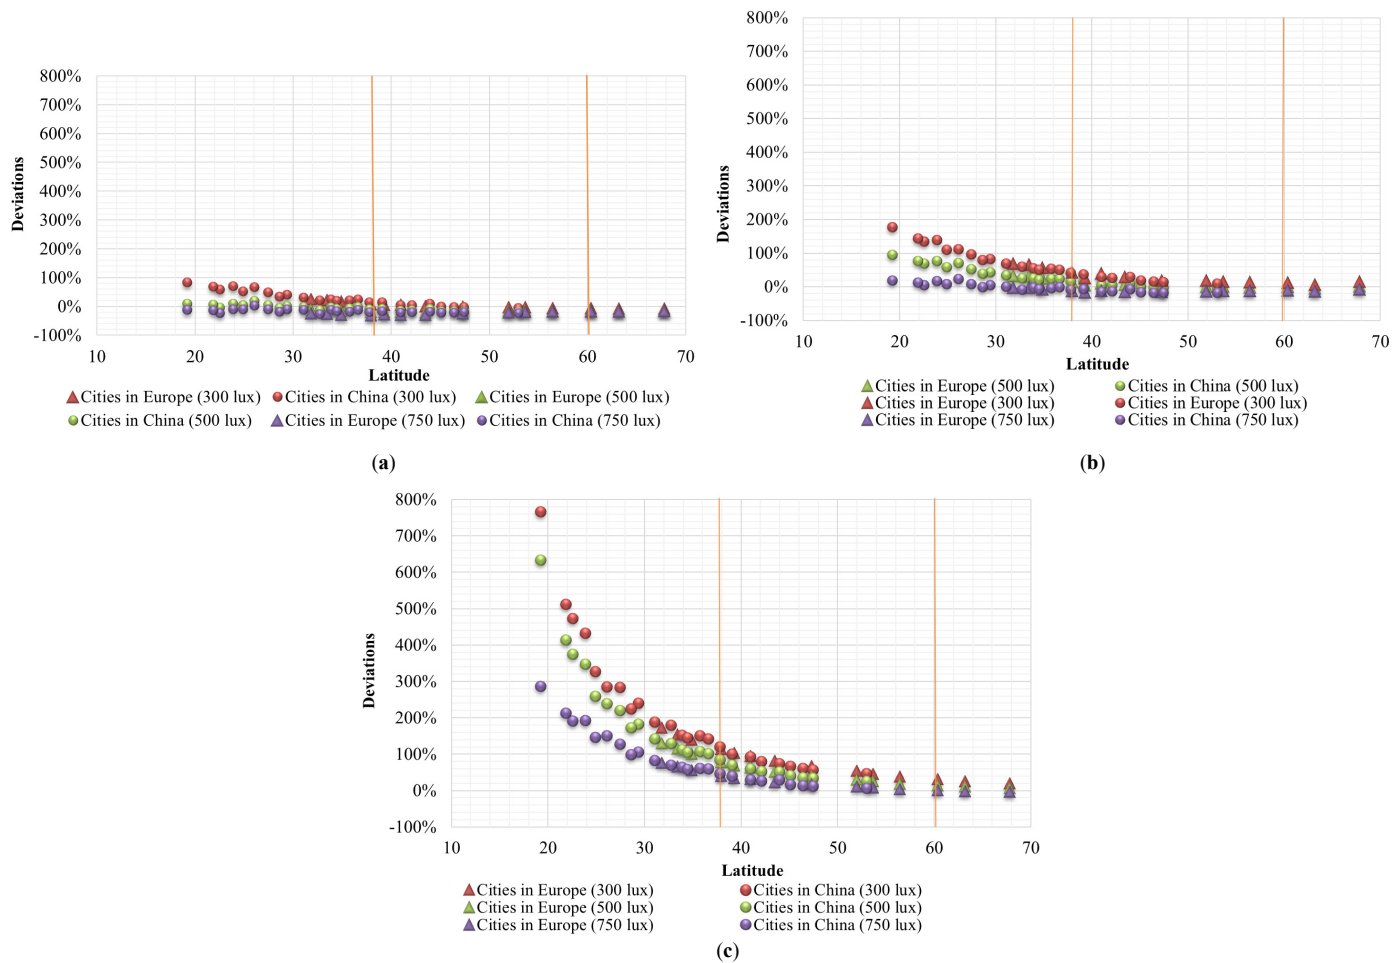 800%
700%
600%
500%
400%
300%
200%
100%
0%
-100%
Deviations
10 20 30 40 50 60 70
Latitude
Cities in Europe (300 lux) Cities in China (300 lux) Cities in Europe (500 lux)
Cities in China (500 lux) Cities in Europe (750 lux) Cities in China (750 lux)
(a)
800%
700%
600%
500%
400%
300%
200%
100%
0%
-100%
Deviations
10 20 30 40 50 60 70
Latitude
Cities in Europe (500 lux) Cities in China (500 lux)
Cities in Europe (300 lux) Cities in Europe (300 lux)
Cities in Europe (750 lux) Cities in China (750 lux)
(b)
800%
700%
600%
500%
400%
300%
200%
100%
0%
-100%
Deviations
10 20 30 40 50 60 70
Latitude
Cities in Europe (300 lux) Cities in China (300 lux)
Cities in Europe (500 lux) Cities in China (500 lux)
Cities in Europe (750 lux) Cities in China (750 lux)
(c)